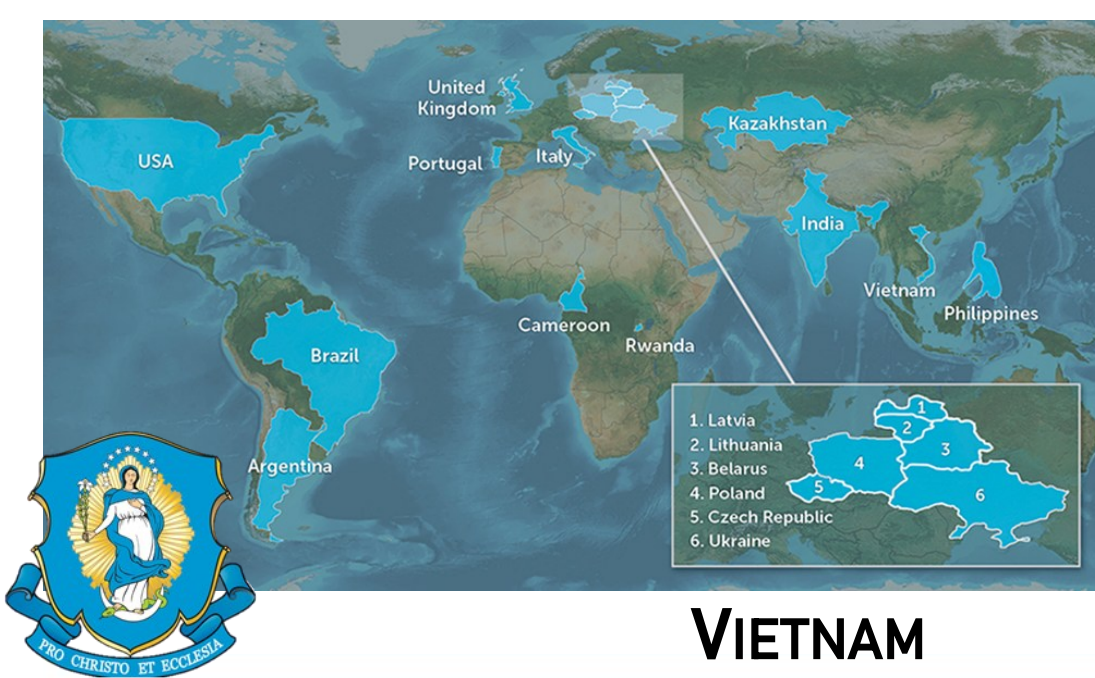 United
Kingdom
Kazakhstan
USA
Portugal
Italy
India
Vietnam
Philippines
Cameroon
Rwanda
Brazil
Argentina
1. Latvia
2. Lithuania
3. Belarus
4. Poland
5. Czech Republic
6. Ukraine
1
2
3
4
5
6
PRO CHRISTO ET ECCLESIA
VIETNAM